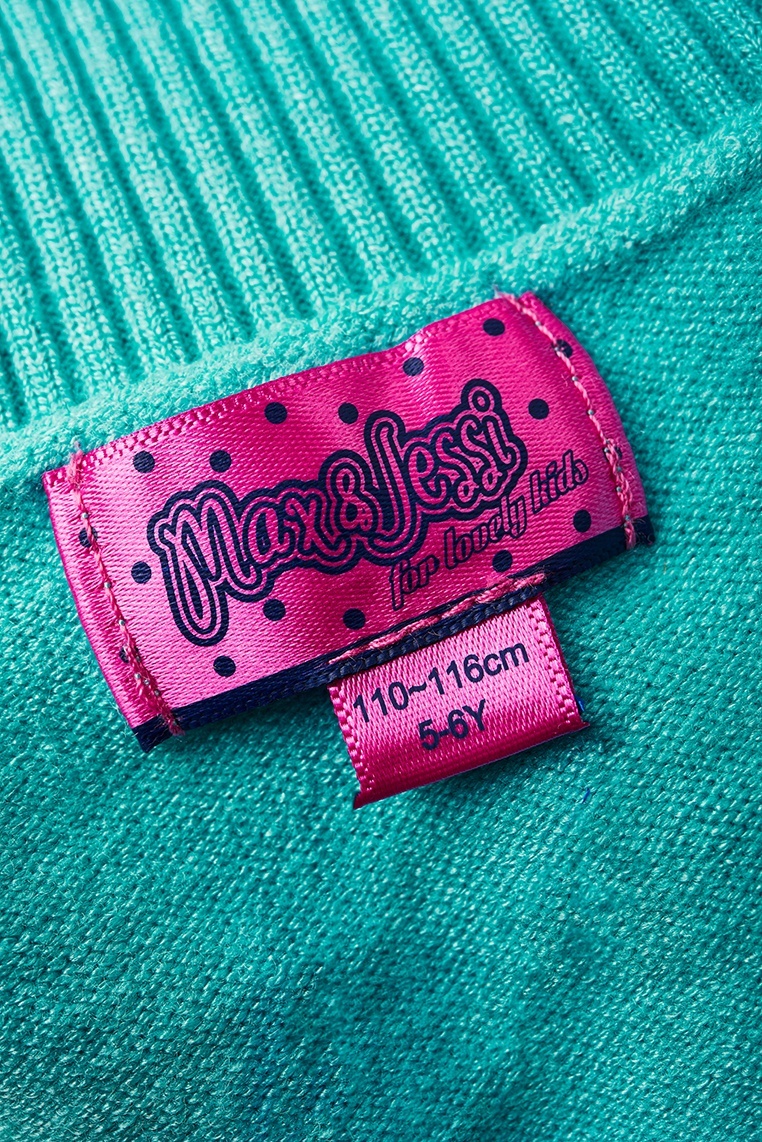 Max&Jessi
for lovely kids
110~116cm
5-6Y